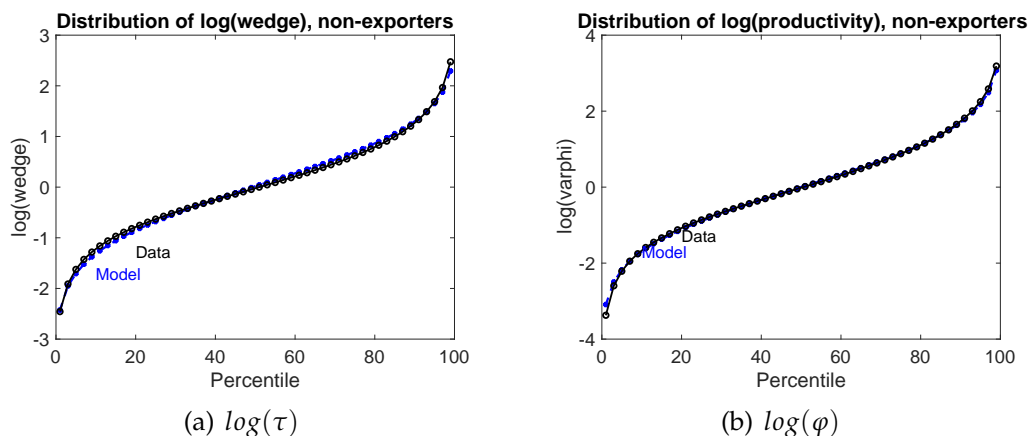 Distribution of log(wedge), non-exporters
3
2
1
0
-1
-2
-3
log(wedge)
Data
Model
0 20 40 60 80 100
Percentile
(a) log(τ)
Distribution of log(productivity), non-exporters
4
2
0
-2
-4
log(varphi)
Data
Model
0 20 40 60 80 100
Percentile
(b) log(φ)